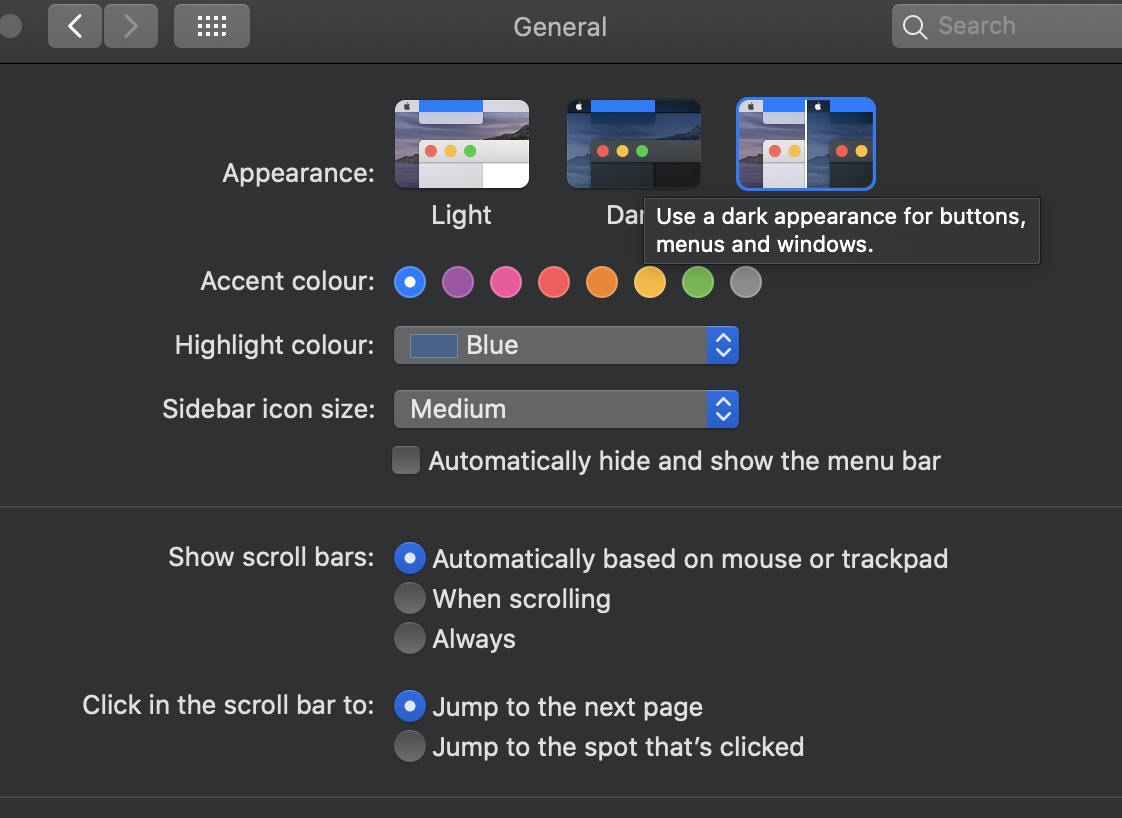 General
Search
Appearance:
Light
Dar
Use a dark appearance for buttons,
menus and windows.
Accent colour:
Highlight colour:
Blue
Sidebar icon size:
Medium
Automatically hide and show the menu bar
Show scroll bars:
Automatically based on mouse or trackpad
When scrolling
Always
Click in the scroll bar to:
Jump to the next page
Jump to the spot that’s clicked